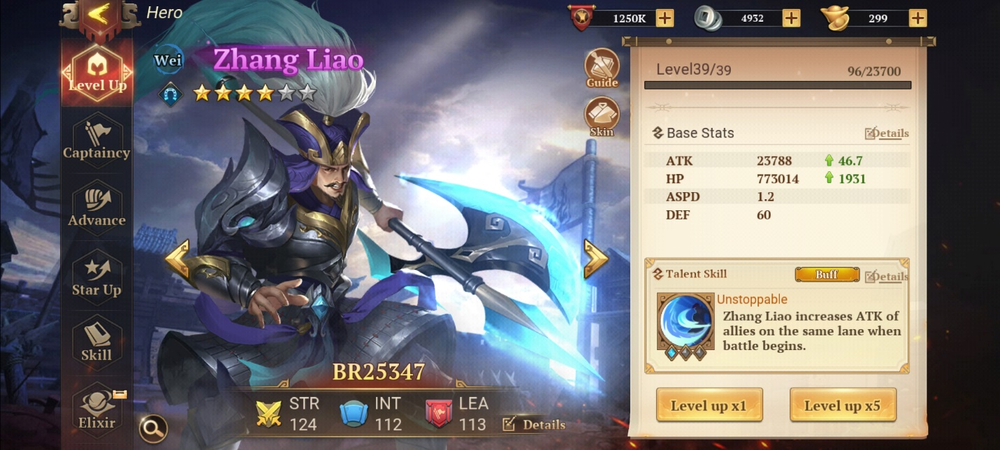 Hero
1250K
4932
299
Level Up
Captaincy
Advance
Star Up
Skill
Elixir
Wei
Zhang Liao
Guide
Skin
BR25347
STR
124
INT
112
LEA
113
Details
Level39/39
96/23700
Base Stats
Details
ATK 23788 46.7
HP 773014 1931
ASPD 1.2
DEF 60
Talent Skill
Buff
Details
Unstoppable
Zhang Liao increases ATK of
allies on the same lane when
battle begins.
Level up x1
Level up x5